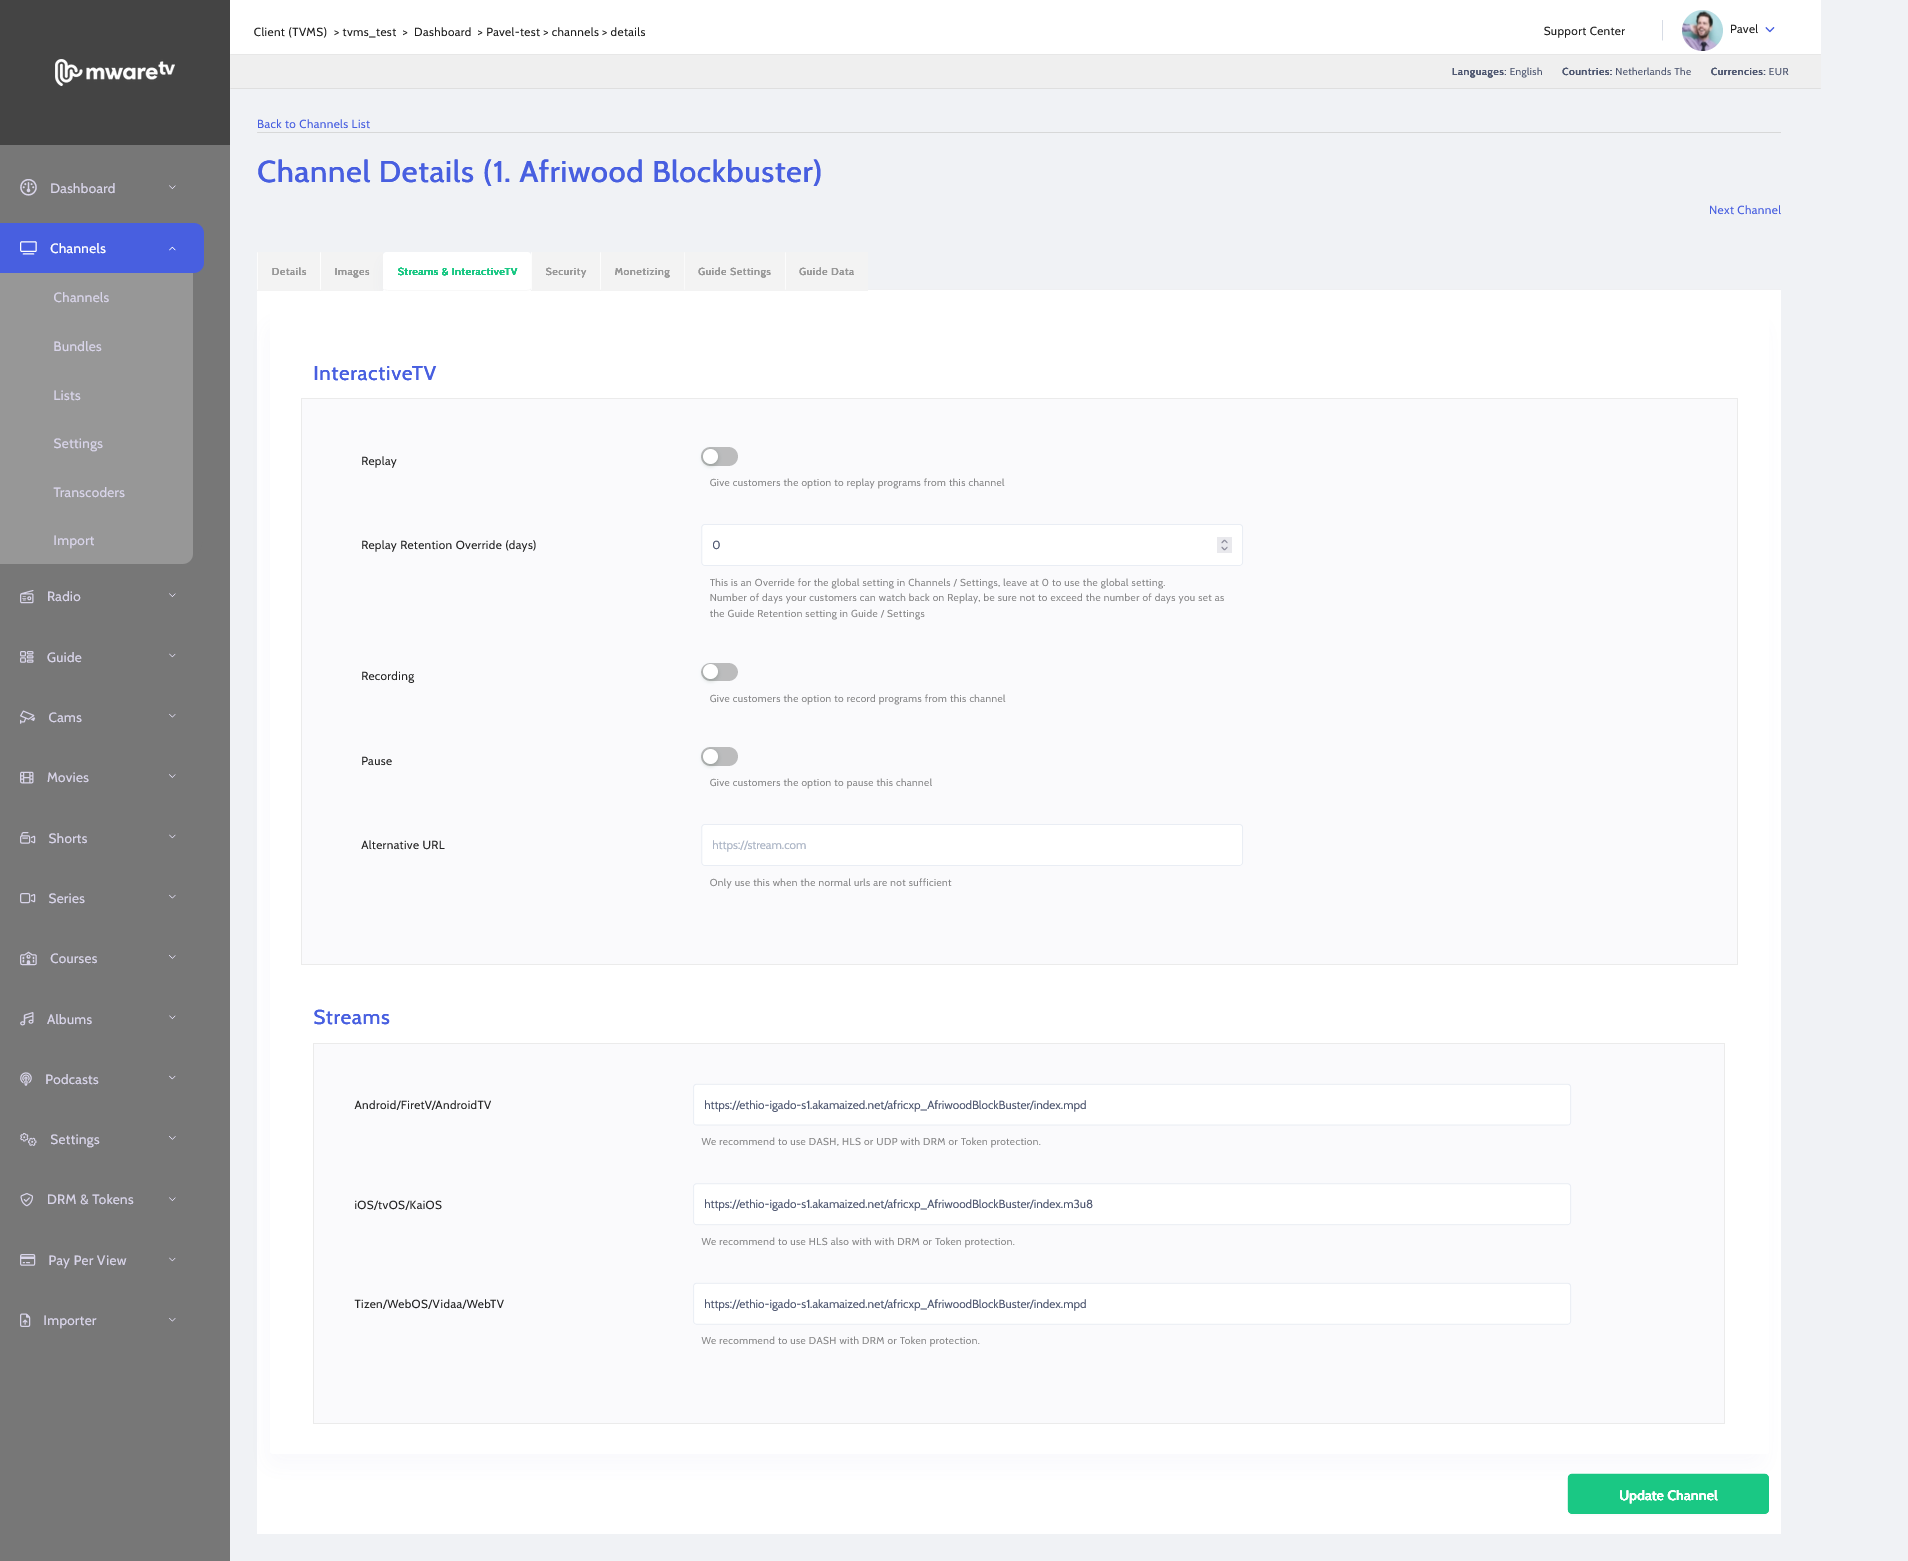 Client (TVMS) > tvms_test > Dashboard > Pavel-test > channels > details
Support Center
Pavel
mwaretv
Languages: English Countries: Netherlands The Currencies: EUR
Back to Channels List
Channel Details (1. Afriwood Blockbuster)
Next Channel
Dashboard
Channels
Channels
Bundles
Lists
Settings
Transcoders
Import
Radio
Guide
Cams
Movies
Shorts
Series
Courses
Albums
Podcasts
Settings
DRM & Tokens
Pay Per View
Importer
Details Images Streams & InteractiveTV Security Monetizing Guide Settings Guide Data
InteractiveTV
Replay
Give customers the option to replay programs from this channel
Replay Retention Override (days)
0
This is an Override for the global setting in Channels / Settings, leave at 0 to use the global setting.
Number of days your customers can watch back on Replay, be sure not to exceed the number of days you set as
the Guide Retention setting in Guide / Settings
Recording
Give customers the option to record programs from this channel
Pause
Give customers the option to pause this channel
Alternative URL
https://stream.com
Only use this when the normal urls are not sufficient
Streams
Android/FiretV/AndroidTV
https://ethio-igado-s1.akamaized.net/africxp_AfriwoodBlockBuster/index.mpd
We recommend to use DASH, HLS or UDP with DRM or Token protection.
iOS/tvOS/KaiOS
https://ethio-igado-s1.akamaized.net/africxp_AfriwoodBlockBuster/index.m3u8
We recommend to use HLS also with with DRM or Token protection.
Tizen/WebOS/Vidaa/WebTV
https://ethio-igado-s1.akamaized.net/africxp_AfriwoodBlockBuster/index.mpd
We recommend to use DASH with DRM or Token protection.
Update Channel